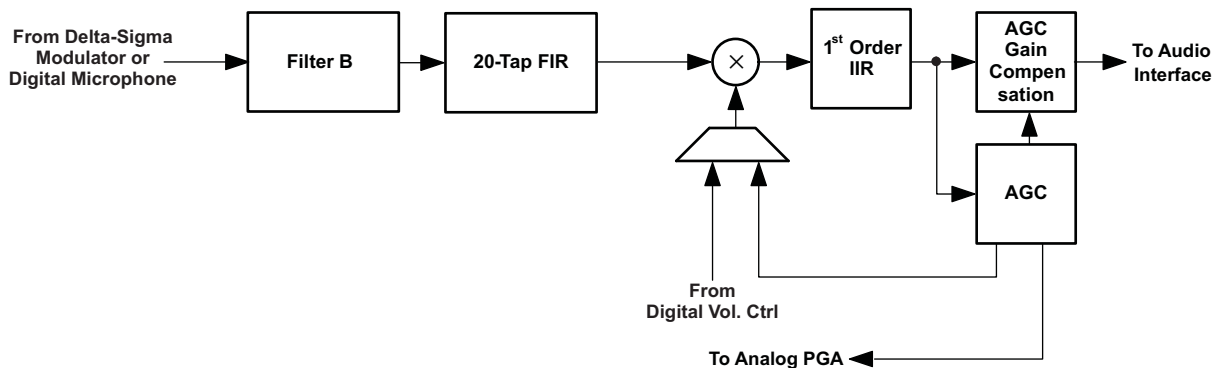 From Delta-Sigma
Modulator or
Digital Microphone
Filter B
20-Tap FIR
×
1st Order
IIR
AGC
Gain
Compen
sation
To Audio
Interface
AGC
From
Digital Vol. Ctrl
To Analog PGA